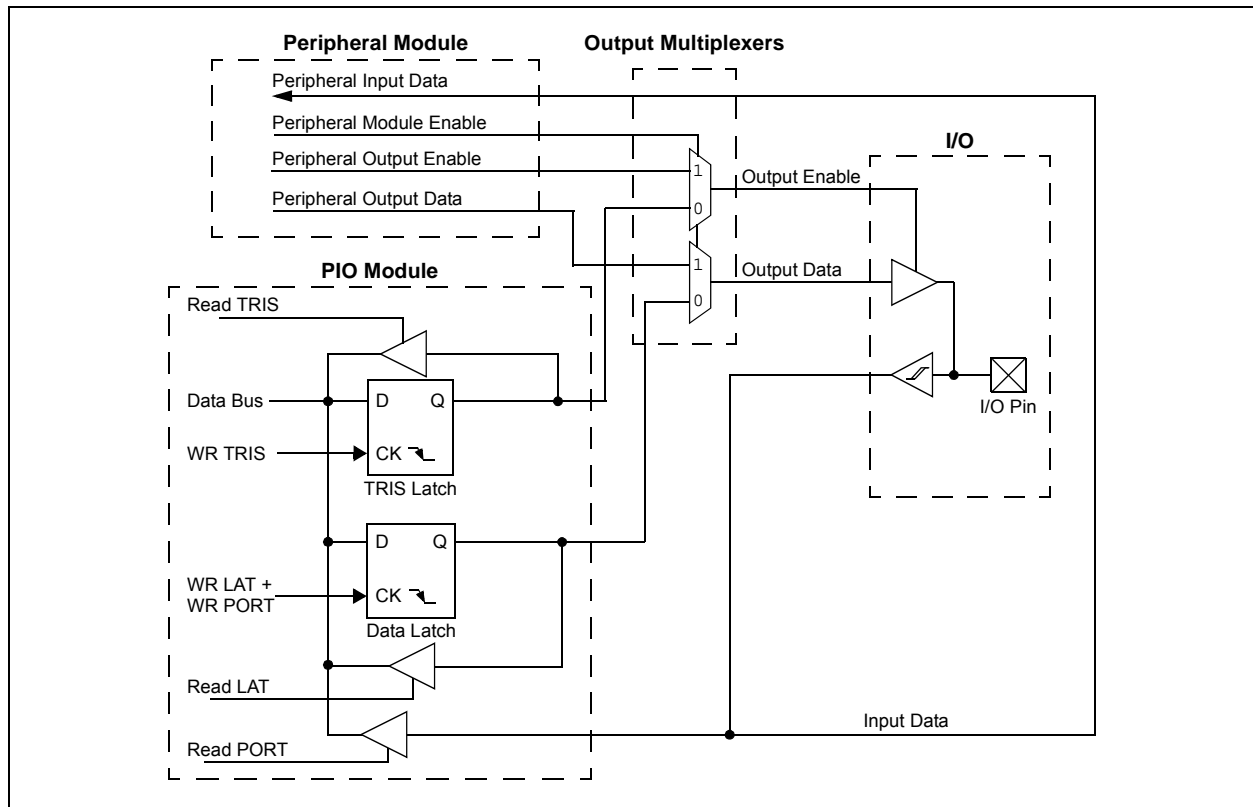 Peripheral Module
Output Multiplexers
Peripheral Input Data
Peripheral Module Enable
Peripheral Output Enable
Peripheral Output Data
1
0
1
0
Output Enable
Output Data
I/O
I/O Pin
PIO Module
Read TRIS
Data Bus
D
Q
WR TRIS
CK
TRIS Latch
D
Q
WR LAT +
WR PORT
CK
Data Latch
Read LAT
Read PORT
Input Data